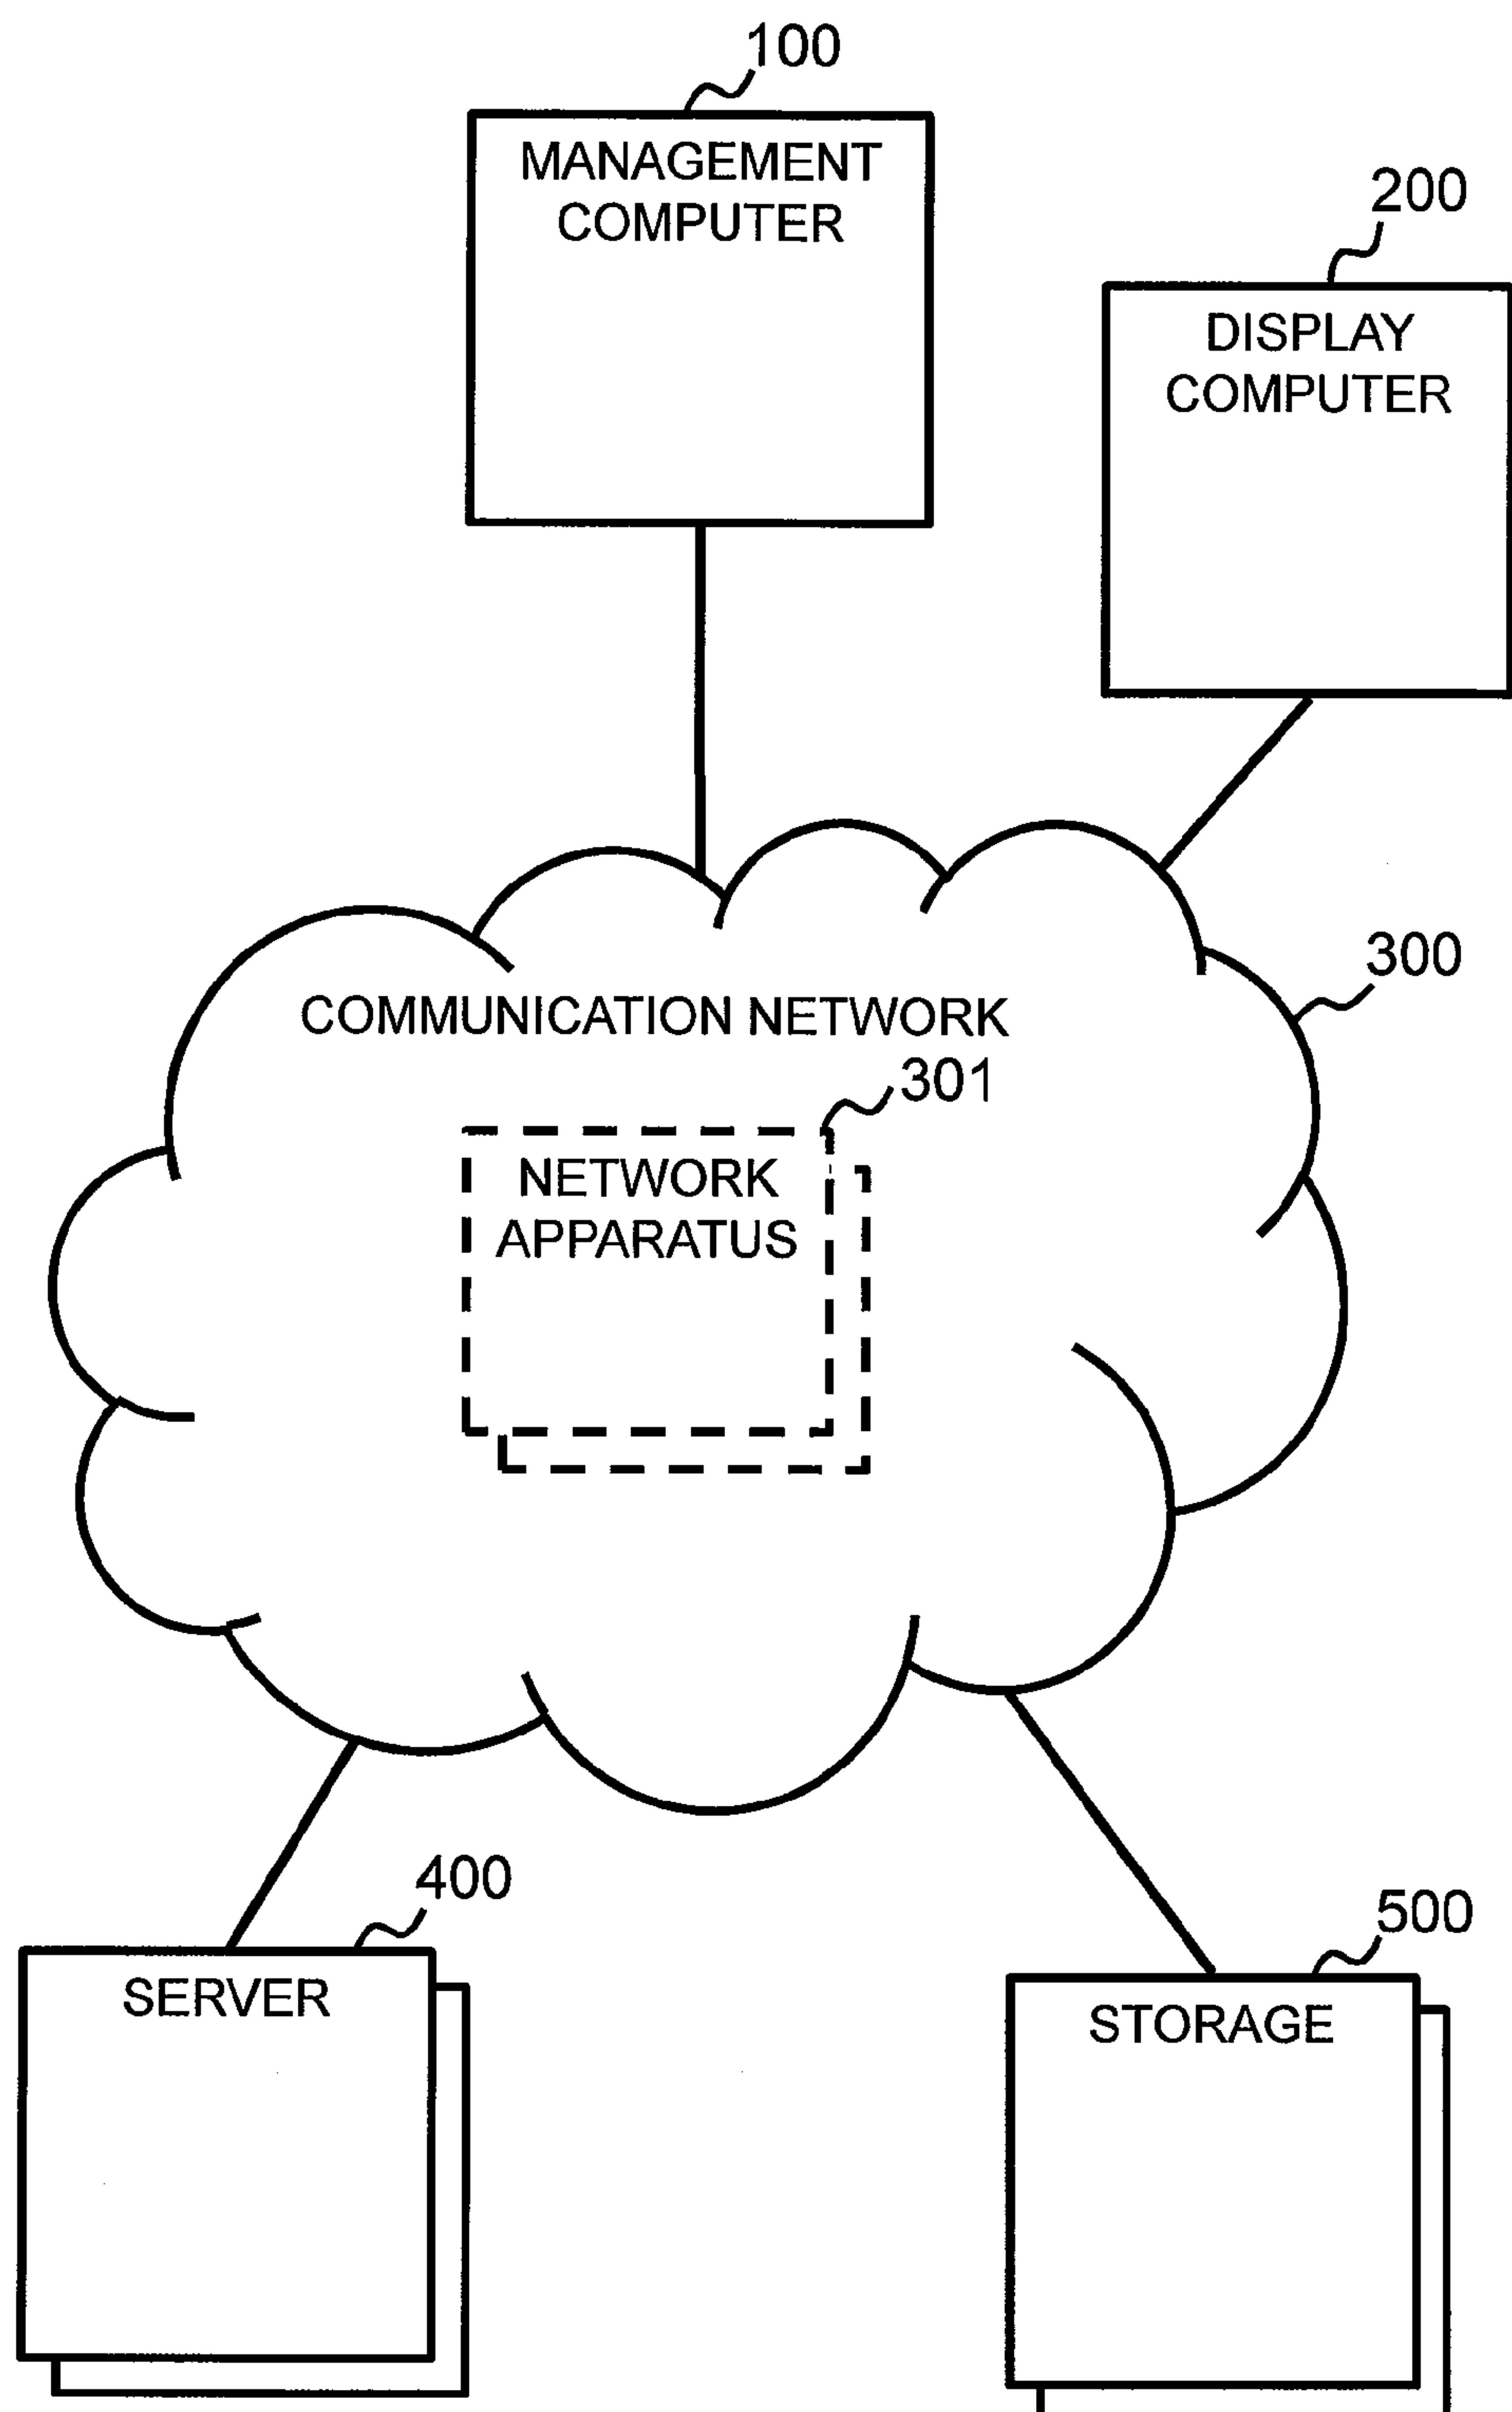 100
MANAGEMENT
COMPUTER
200
DISPLAY
COMPUTER
300
COMMUNICATION NETWORK
301
NETWORK
APPARATUS
400
SERVER
500
STORAGE